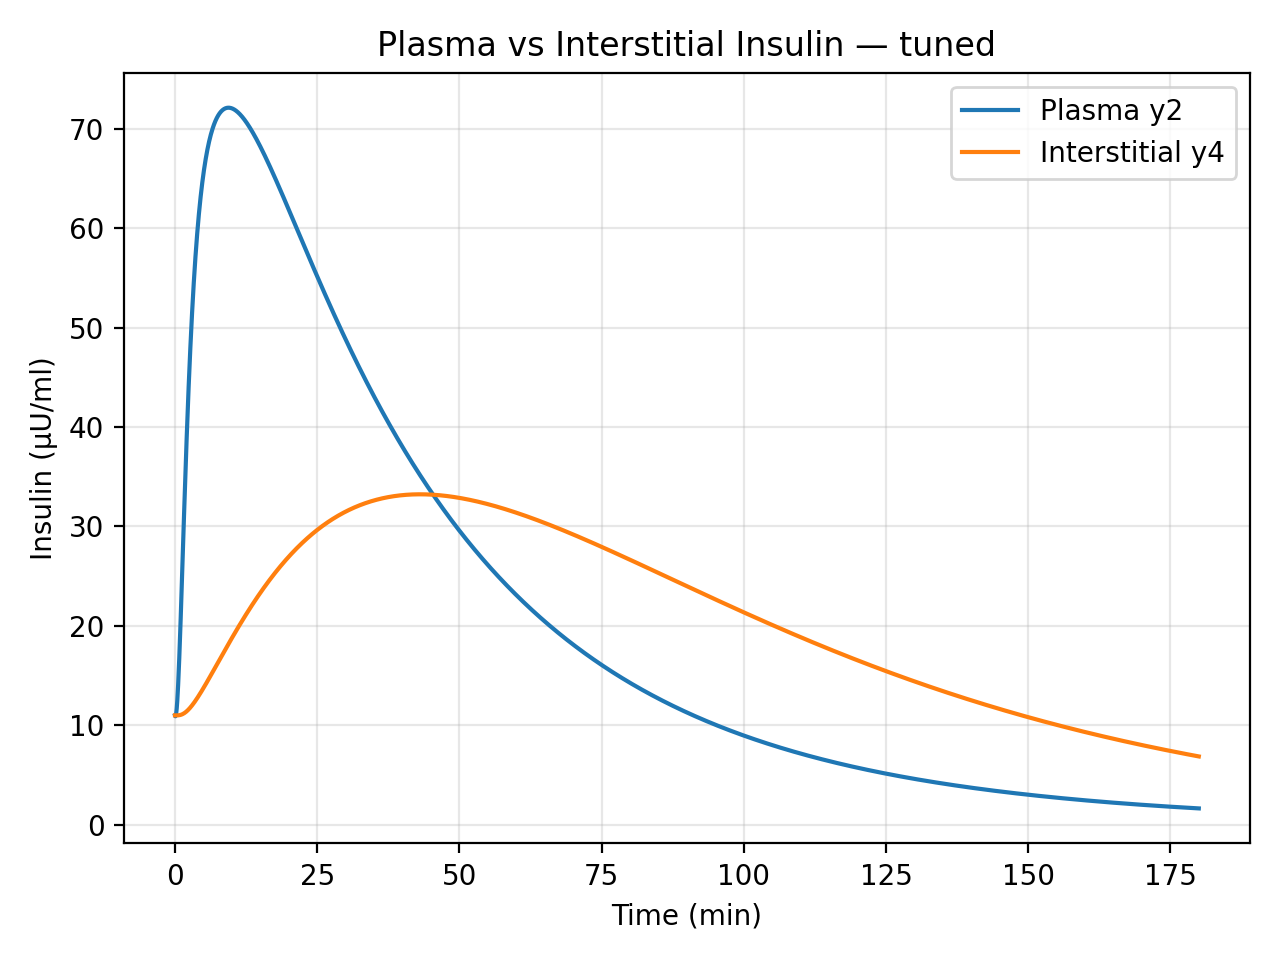 Plasma vs Interstitial Insulin — tuned
Plasma y2
Interstitial y4
Insulin (μU/ml)
70
60
50
40
30
20
10
0
0 25 50 75 100 125 150 175
Time (min)